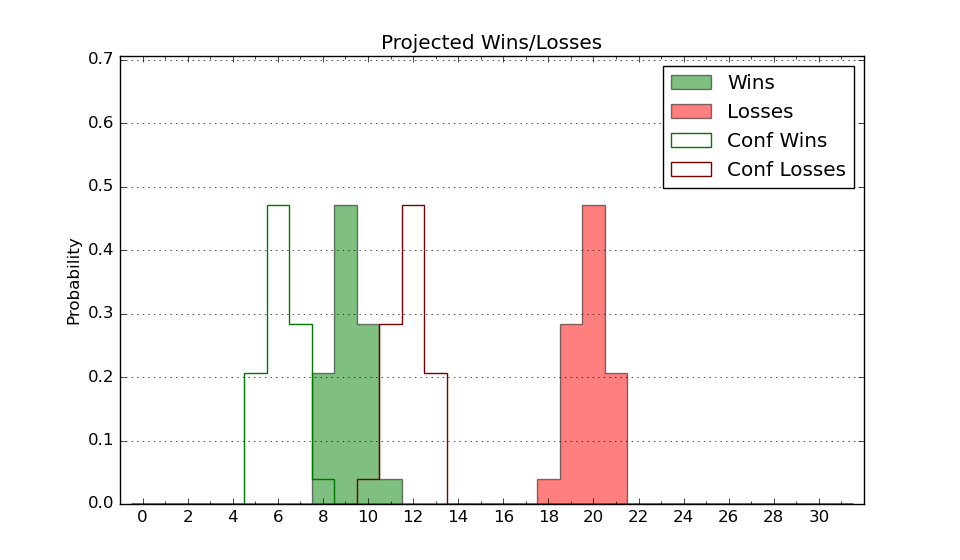 Projected Wins/Losses
0.7
0.6
0.5
0.4
0.3
0.2
0.1
0.0
Probability
Wins
Losses
Conf Wins
Conf Losses
0 2 4 6 8 10 12 14 16 18 20 22 24 26 28 30